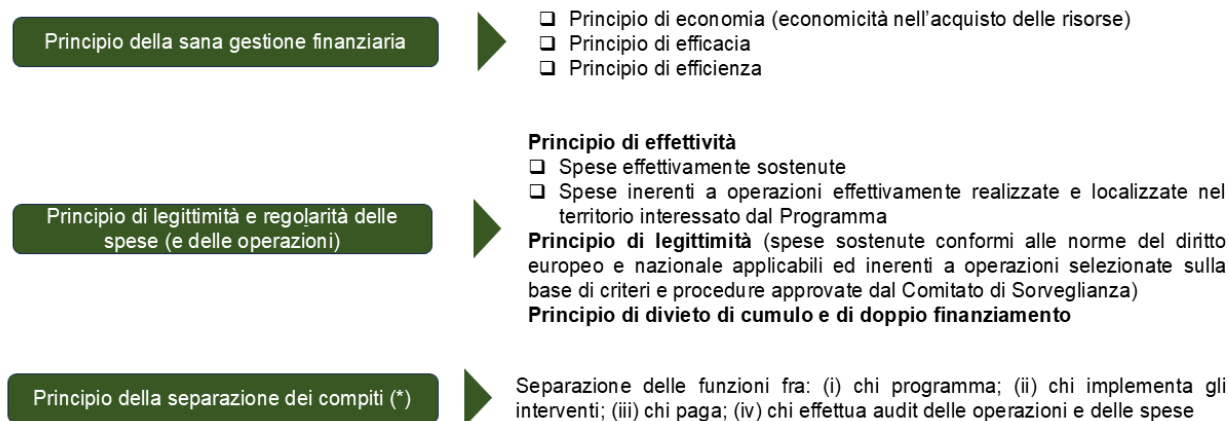 Principio della sana gestione finanziaria
❑ Principio di economia (economicità nell'acquisto delle risorse)
❑ Principio di efficacia
❑ Principio di efficienza
Principio di legittimità e regolarità delle
spese (e delle operazioni)
Principio di effettività
❑ Spese effettivamente sostenute
❑ Spese inerenti a operazioni effettivamente realizzate e localizzate nel
territorio interessato dal Programma
Principio di legittimità (spese sostenute conformi alle norme del diritto
europeo e nazionale applicabili ed inerenti a operazioni selezionate sulla
base di criteri e procedure approvate dal Comitato di Sorveglianza)
Principio di divieto di cumulo e di doppio finanziamento
Principio della separazione dei compiti (*)
Separazione delle funzioni fra: (i) chi programma; (ii) chi implementa gli
interventi; (iii) chi paga; (iv) chi effettua audit delle operazioni e delle spese